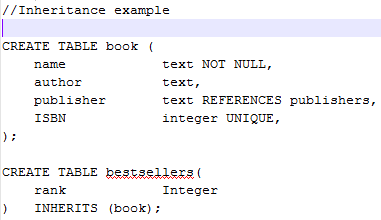 //Inheritance example
CREATE TABLE book (
name text NOT NULL,
author text,
publisher text REFERENCES publishers,
ISBN integer UNIQUE,
);
CREATE TABLE bestsellers(
rank Integer
) INHERITS (book);